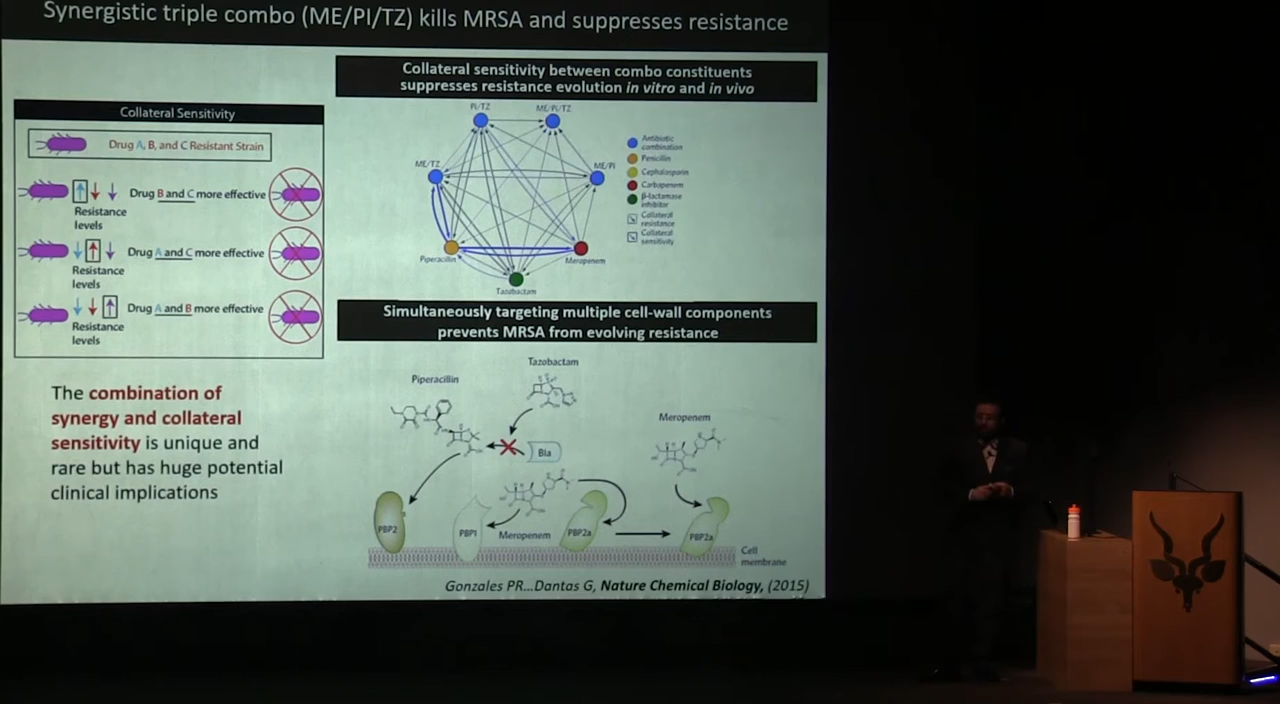 Synergistic triple combo (ME/PI/TZ) kills MRSA and suppresses resistance
Collateral Sensitivity
Drug A, B, and C Resistant Strain
Drug B and C more effective
Resistance
levels
Drug A and C more effective
Resistance
levels
Drug A and B more effective
Resistance
levels
The combination of
synergy and collateral
sensitivity is unique and
rare but has huge potential
clinical implications
Collateral sensitivity between combo constituents
suppresses resistance evolution in vitro and in vivo
PI/TZ
ME/PI/TZ
ME/TZ
ME/PI
Piperacillin
Meropenem
Tazobactam
Antibiotic
combination
Penicillin
Cephalosporin
Carbapenem
β-lactamase
inhibitor
Collateral
resistance
Collateral
sensitivity
Simultaneously targeting multiple cell-wall components
prevents MRSA from evolving resistance
Tazobactam
Piperacillin
Meropenem
Bla
PBP2
PBP1
Meropenem
PBP2a
PBP2a
Cell
membrane
Gonzales PR...Dantas G, Nature Chemical Biology, (2015)